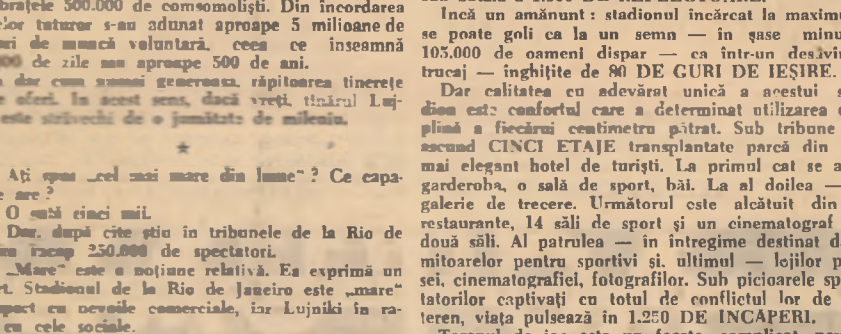 brațele 500.000 de comsomoliști. Din încordarea
lor tuturor s-au adunat aproape 5 milioane de
de muncă voluntară, ceea ce înseamnă
de zile sau aproape 500 de ani.
dar cum numai generoasa, răpitoarea tinerețe
oferi. In acest sens, dacă vreți, tînărul Luj-
este străvechi de o jumătate de mileniu.
★
Ați spus „cel mai mare din lume“ ? Ce capa-
are ?
O sută cinci mii.
Dar, după cîte știu în tribunele de la Rio de
încap 250.000 de spectatori.
„Mare“ este o noțiune relativă. Ea exprimă un
Stadionul de la Rio de Janeiro este „mare“
cu nevoile comerciale, iar Lujniki în ra-
cu cele sociale.
Incă un amănunt : stadionul încărcat la maximu
se poate goli ca la un semn — în șase minu
105.000 de oameni dispar — ca într-un desăvîr
trucaj — înghițite de 80 DE GURI DE IEȘIRE.
Dar calitatea cu adevărat unică a acestui
este confortul care a determinat utilizarea
plină a fiecărui centimetru pătrat. Sub tribune
ascund CINCI ETAJE transplantate parcă din
mai elegant hotel de turiști. La primul cat se a
garderoba, o sală de sport, băi. La al doilea —
galerie de trecere. Următorul este alcătuit din
restaurante, 14 săli de sport și un cinematograf
două săli. Al patrulea — în întregime destinat d
mitoarelor pentru sportivi și, ultimul — lojilor p
sei, cinematografiei, fotografilor. Sub picioarele sp
tatorilor captivați cu totul de conflictul lor de
teren, viața pulsează în 1.250 DE INCAPERI.